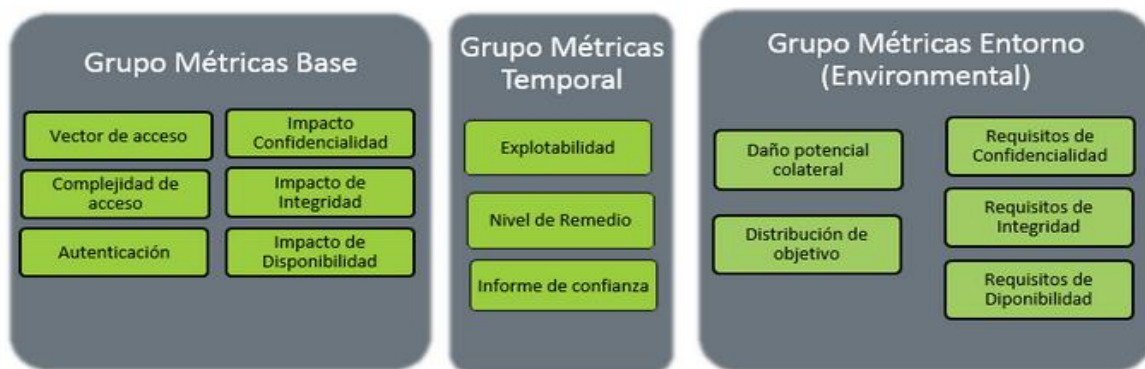 Grupo Métricas Base
Vector de acceso
Complejidad de
acceso
Autenticación
Impacto
Confidencialidad
Impacto de
Integridad
Impacto de
Disponibilidad
Grupo Métricas
Temporal
Explotabilidad
Nivel de Remedio
Informe de confianza
Grupo Métricas Entorno
(Environmental)
Daño potencial
colateral
Distribución de
objetivo
Requisitos de
Confidencialidad
Requisitos de
Integridad
Requisitos de
Diponibilidad